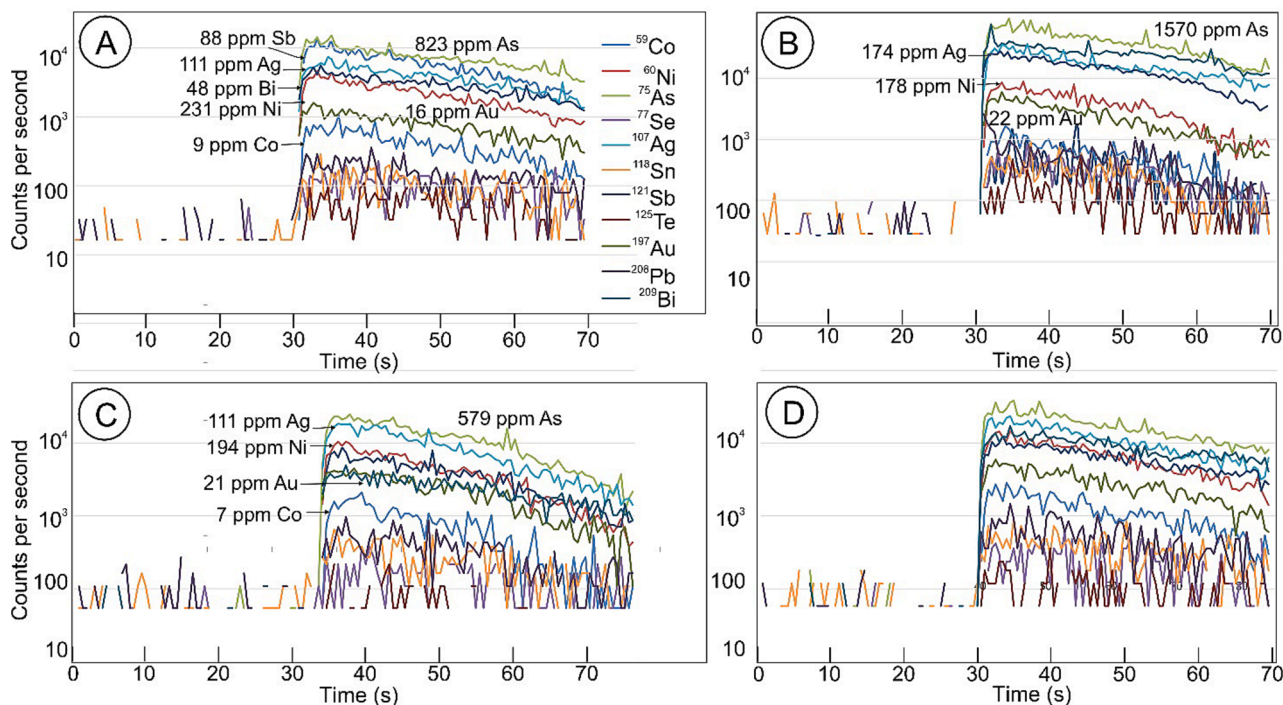 A
88 ppm Sb
111 ppm Ag
48 ppm Bi
231 ppm Ni
9 ppm Co
823 ppm As
16 ppm Au
Counts per second
10⁴
10³
100
10
0 10 20 30 40 50 60 70
Time (s)
⁵⁹Co
⁶⁰Ni
⁷⁵As
⁷⁷Se
¹⁰⁷Ag
¹¹⁸Sn
¹²¹Sb
¹²⁵Te
¹⁹⁷Au
²⁰⁸Pb
²⁰⁹Bi
B
1570 ppm As
174 ppm Ag
178 ppm Ni
22 ppm Au
10⁴
10³
100
10
0 10 20 30 40 50 60 70
Time (s)
C
111 ppm Ag
194 ppm Ni
21 ppm Au
7 ppm Co
579 ppm As
Counts per second
10⁴
10³
100
10
0 10 20 30 40 50 60 70
Time (s)
D
10⁴
10³
100
10
0 10 20 30 40 50 60 70
Time (s)